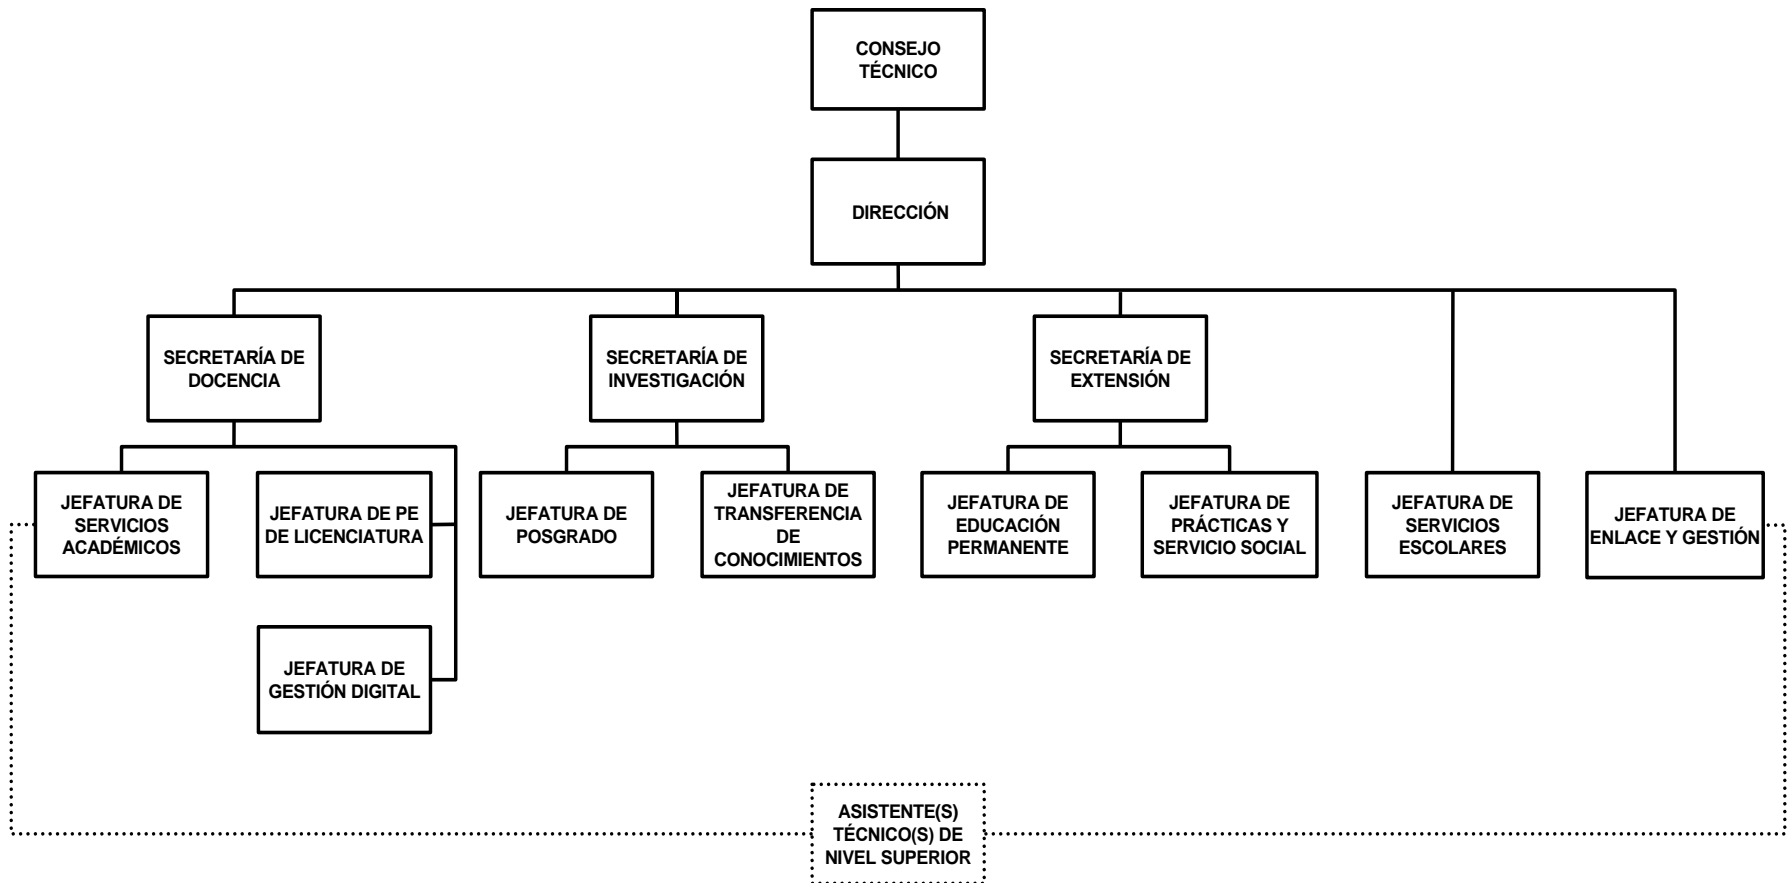 CONSEJO
TÉCNICO
DIRECCIÓN
SECRETARÍA DE
DOCENCIA
SECRETARÍA DE
INVESTIGACIÓN
SECRETARÍA DE
EXTENSIÓN
JEFATURA DE
SERVICIOS
ACADÉMICOS
JEFATURA DE PE
DE LICENCIATURA
JEFATURA DE
POSGRADO
JEFATURA DE
TRANSFERENCIA
DE
CONOCIMIENTOS
JEFATURA DE
EDUCACIÓN
PERMANENTE
JEFATURA DE
PRÁCTICAS Y
SERVICIO SOCIAL
JEFATURA DE
SERVICIOS
ESCOLARES
JEFATURA DE
ENLACE Y GESTIÓN
JEFATURA DE
GESTIÓN DIGITAL
ASISTENTE(S)
TÉCNICO(S) DE
NIVEL SUPERIOR